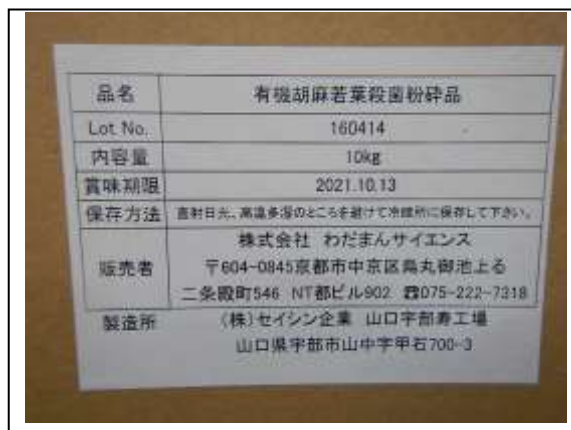 品名 有機胡麻若葉殺菌粉砕品
Lot No. 160414
内容量 10kg
賞味期限 2021.10.13
保存方法 直射日光、高温多湿のところを避けて冷暗所に保存して下さい。
販売者 株式会社 わだまんサイエンス
〒604-0845京都市中京区烏丸御池上る
二条殿町546 NT都ビル902 ☎075-222-7318
製造所 (株)セイシン企業 山口宇部寿工場
山口県宇部市山中字甲石700-3